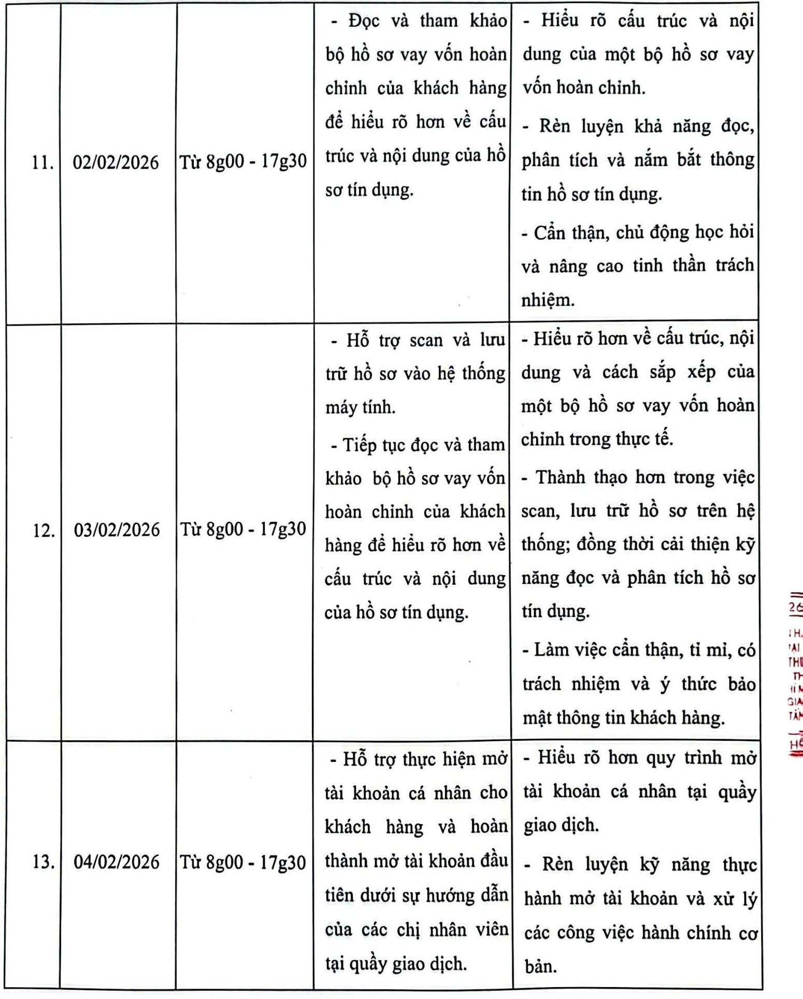 11.
02/02/2026
Từ 8g00 - 17g30
- Đọc và tham khảo
bộ hồ sơ vay vốn hoàn
chỉnh của khách hàng
để hiểu rõ hơn về cấu
trúc và nội dung của hồ
sơ tín dụng.
- Hiểu rõ cấu trúc và nội
dung của một bộ hồ sơ vay
vốn hoàn chỉnh.
- Rèn luyện khả năng đọc,
phân tích và nắm bắt thông
tin hồ sơ tín dụng.
- Cẩn thận, chủ động học hỏi
và nâng cao tinh thần trách
nhiệm.
12.
03/02/2026
Từ 8g00 - 17g30
- Hỗ trợ scan và lưu
trữ hồ sơ vào hệ thống
máy tính.
- Tiếp tục đọc và tham
khảo bộ hồ sơ vay vốn
hoàn chỉnh của khách
hàng để hiểu rõ hơn về
cấu trúc và nội dung
của hồ sơ tín dụng.
- Hiểu rõ hơn về cấu trúc, nội
dung và cách sắp xếp của
một bộ hồ sơ vay vốn hoàn
chỉnh trong thực tế.
- Thành thạo hơn trong việc
scan, lưu trữ hồ sơ trên hệ
thống; đồng thời cải thiện kỹ
năng đọc và phân tích hồ sơ
tín dụng.
- Làm việc cẩn thận, tỉ mỉ, có
trách nhiệm và ý thức bảo
mật thông tin khách hàng.
13.
04/02/2026
Từ 8g00 - 17g30
- Hỗ trợ thực hiện mở
tài khoản cá nhân cho
khách hàng và hoàn
thành mở tài khoản đầu
tiên dưới sự hướng dẫn
của các chị nhân viên
tại quầy giao dịch.
- Hiểu rõ hơn quy trình mở
tài khoản cá nhân tại quầy
giao dịch.
- Rèn luyện kỹ năng thực
hành mở tài khoản và xử lý
các công việc hành chính cơ
bản.